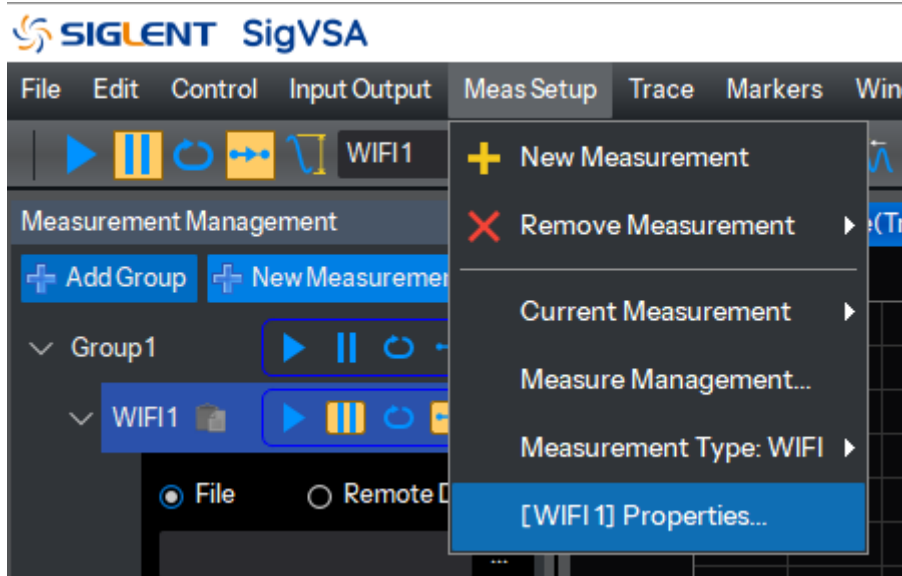 SIGLENT SigVSA
File Edit Control Input Output Meas Setup Trace Markers
WIFI1
New Measurement
Measurement Management
Remove Measurement
Add Group
Current Measurement
Group1
Measure Management...
WIFI1
Measurement Type: WIFI
File Remote
[WIFI 1] Properties...
...